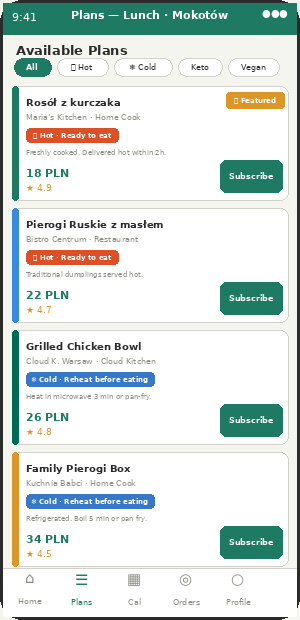 9:41
Plans — Lunch · Mokotów
Available Plans
All
Hot
Cold
Keto
Vegan
Featured
Rosół z kurczaka
Maria's Kitchen · Home Cook
Hot · Ready to eat
Freshly cooked. Delivered hot within 2h.
18 PLN
Subscribe
★ 4.9
Pierogi Ruskie z masłem
Bistro Centrum · Restaurant
Hot · Ready to eat
Traditional dumplings served hot.
22 PLN
Subscribe
★ 4.7
Grilled Chicken Bowl
Cloud K. Warsaw · Cloud Kitchen
Cold · Reheat before eating
Heat in microwave 3 min or pan-fry.
26 PLN
Subscribe
★ 4.8
Family Pierogi Box
Kuchnia Babci · Home Cook
Cold · Reheat before eating
Refrigerated. Boil 5 min or pan fry.
34 PLN
Subscribe
★ 4.5
Home
Plans
Cal
Orders
Profile